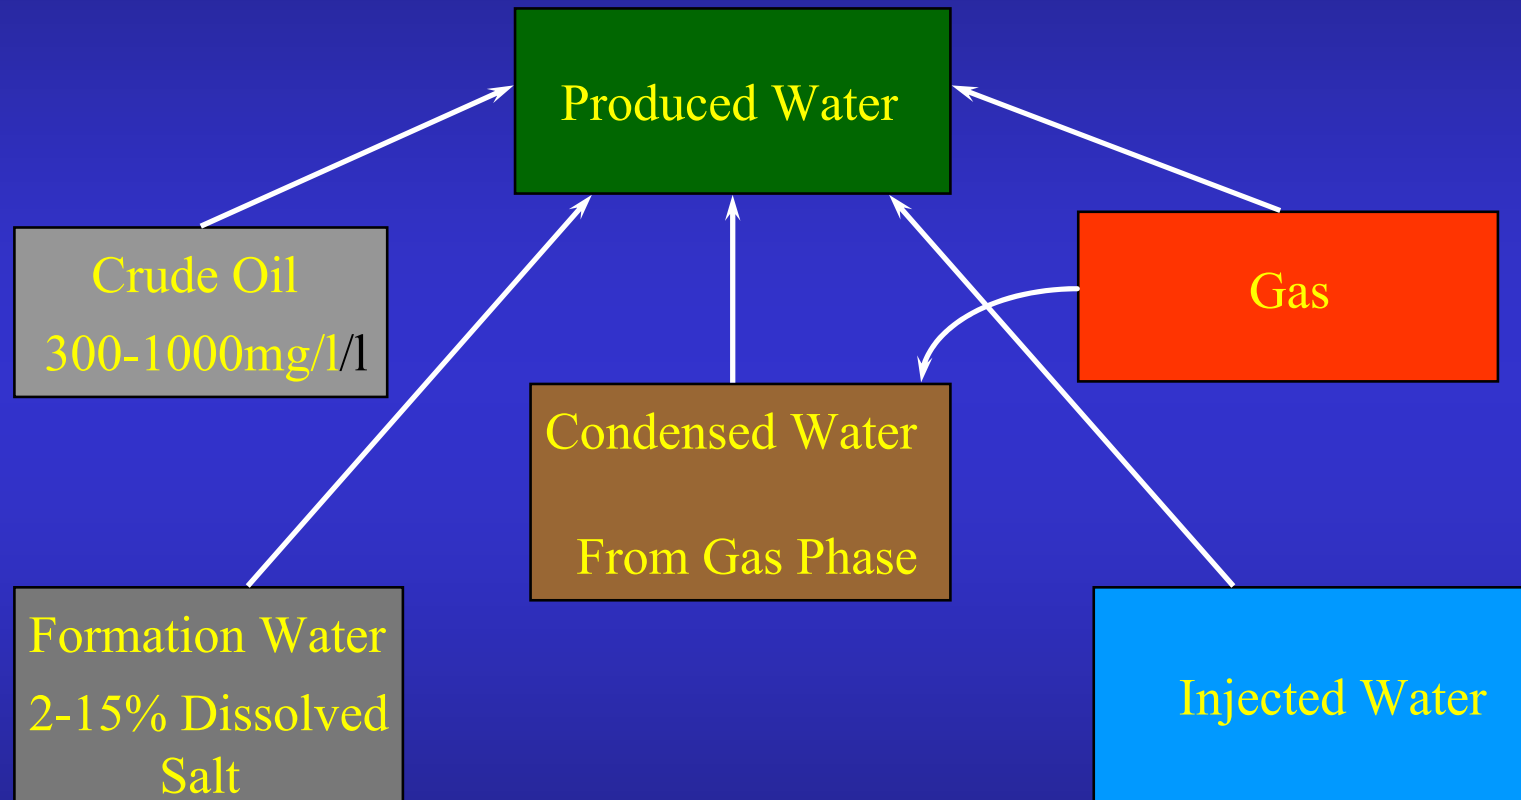 Produced Water
Crude Oil
300-1000mg/l/l
Gas
Condensed Water
From Gas Phase
Formation Water
2-15% Dissolved
Salt
Injected Water